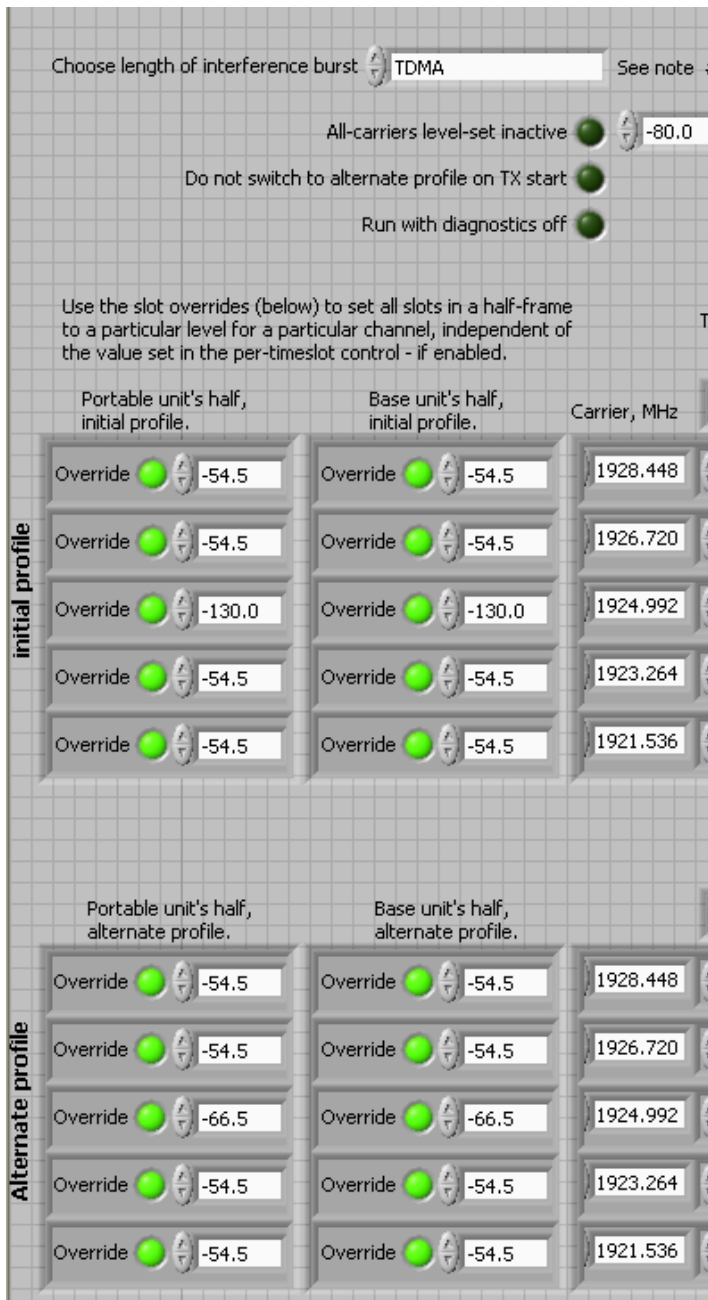 Choose length of interference burst TDMA See note
All-carriers level-set inactive -80.0
Do not switch to alternate profile on TX start
Run with diagnostics off
Use the slot overrides (below) to set all slots in a half-frame
to a particular level for a particular channel, independent of
the value set in the per-timeslot control - if enabled.
Portable unit's half,
initial profile.
Base unit's half,
initial profile.
Carrier, MHz
initial profile
Override -54.5 Override -54.5 1928.448
Override -54.5 Override -54.5 1926.720
Override -130.0 Override -130.0 1924.992
Override -54.5 Override -54.5 1923.264
Override -54.5 Override -54.5 1921.536
Portable unit's half,
alternate profile.
Base unit's half,
alternate profile.
Alternate profile
Override -54.5 Override -54.5 1928.448
Override -54.5 Override -54.5 1926.720
Override -66.5 Override -66.5 1924.992
Override -54.5 Override -54.5 1923.264
Override -54.5 Override -54.5 1921.536